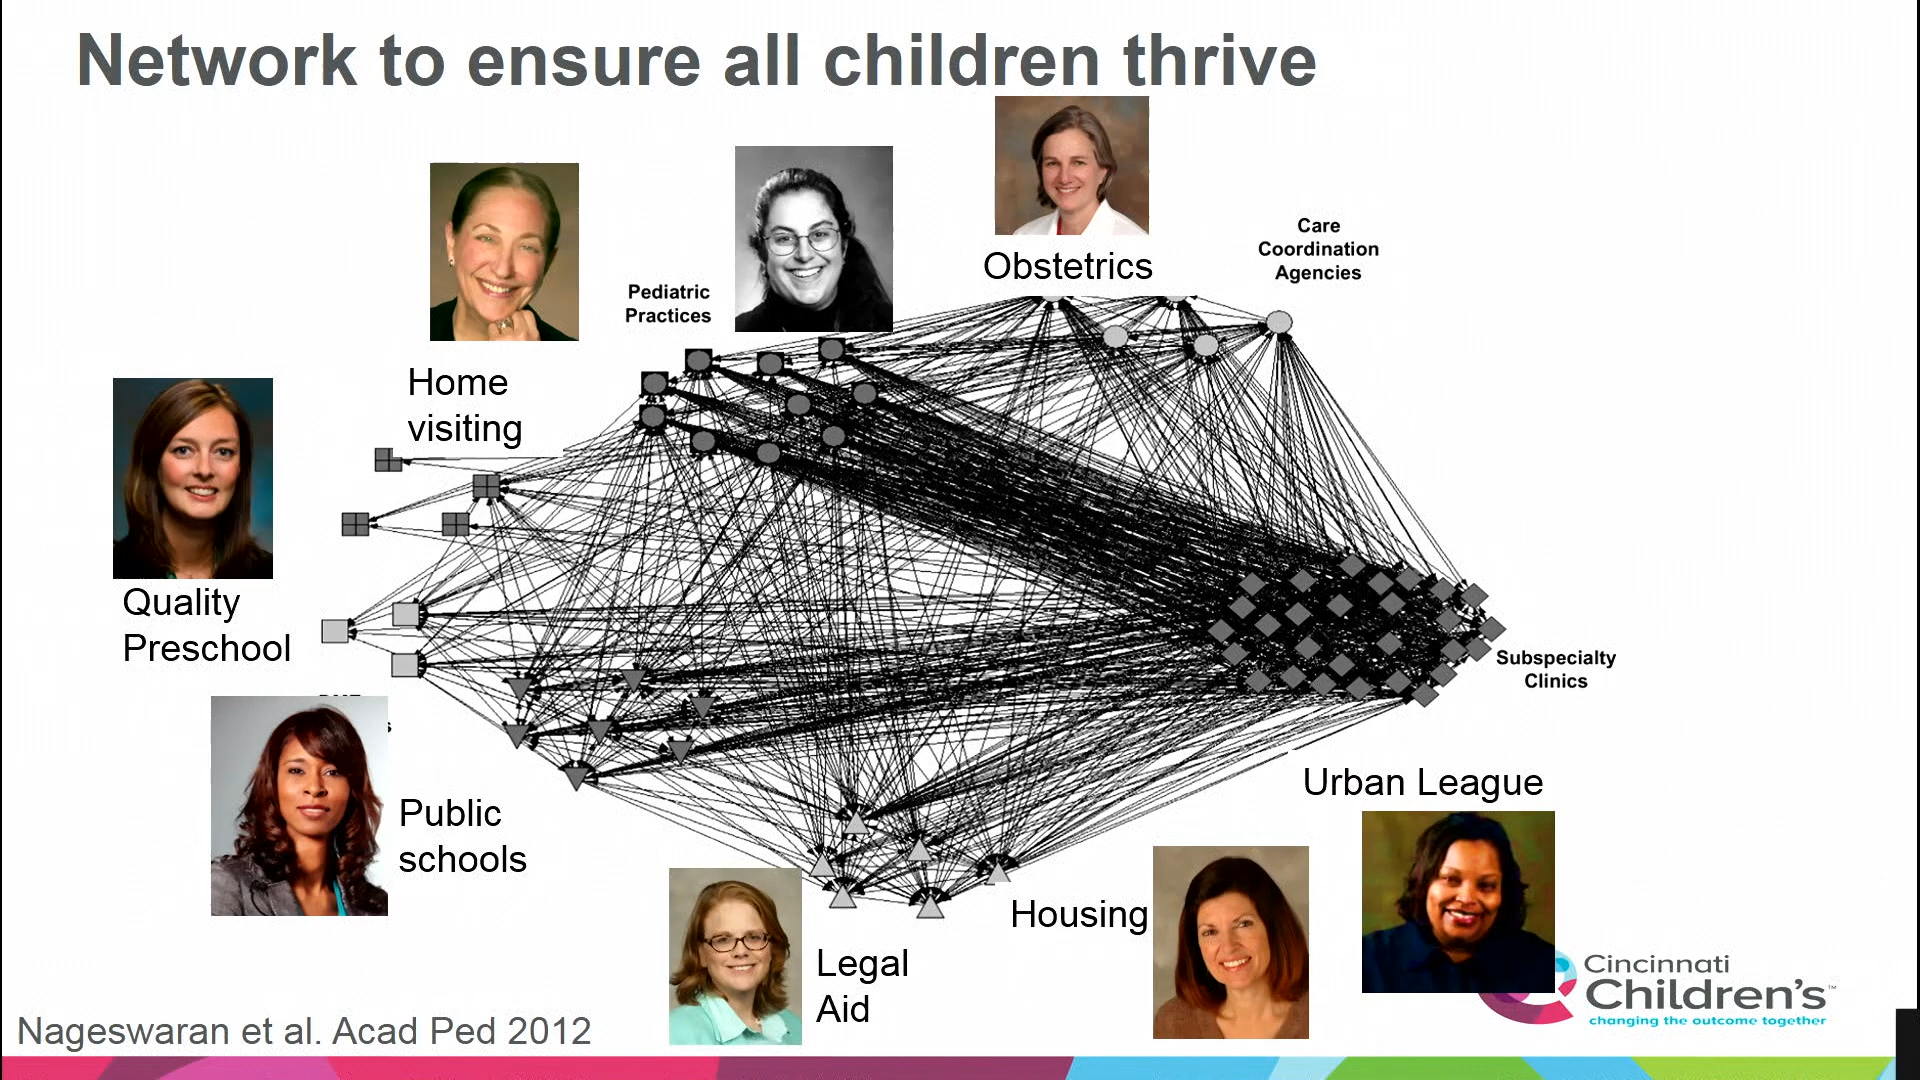 Network to ensure all children thrive
Obstetrics
Care
Coordination
Agencies
Pediatric
Practices
Home
visiting
Quality
Preschool
Subspecialty
Clinics
Public
schools
Urban League
Housing
Legal
Aid
Cincinnati
Children's™
changing the outcome together
Nageswaran et al. Acad Ped 2012